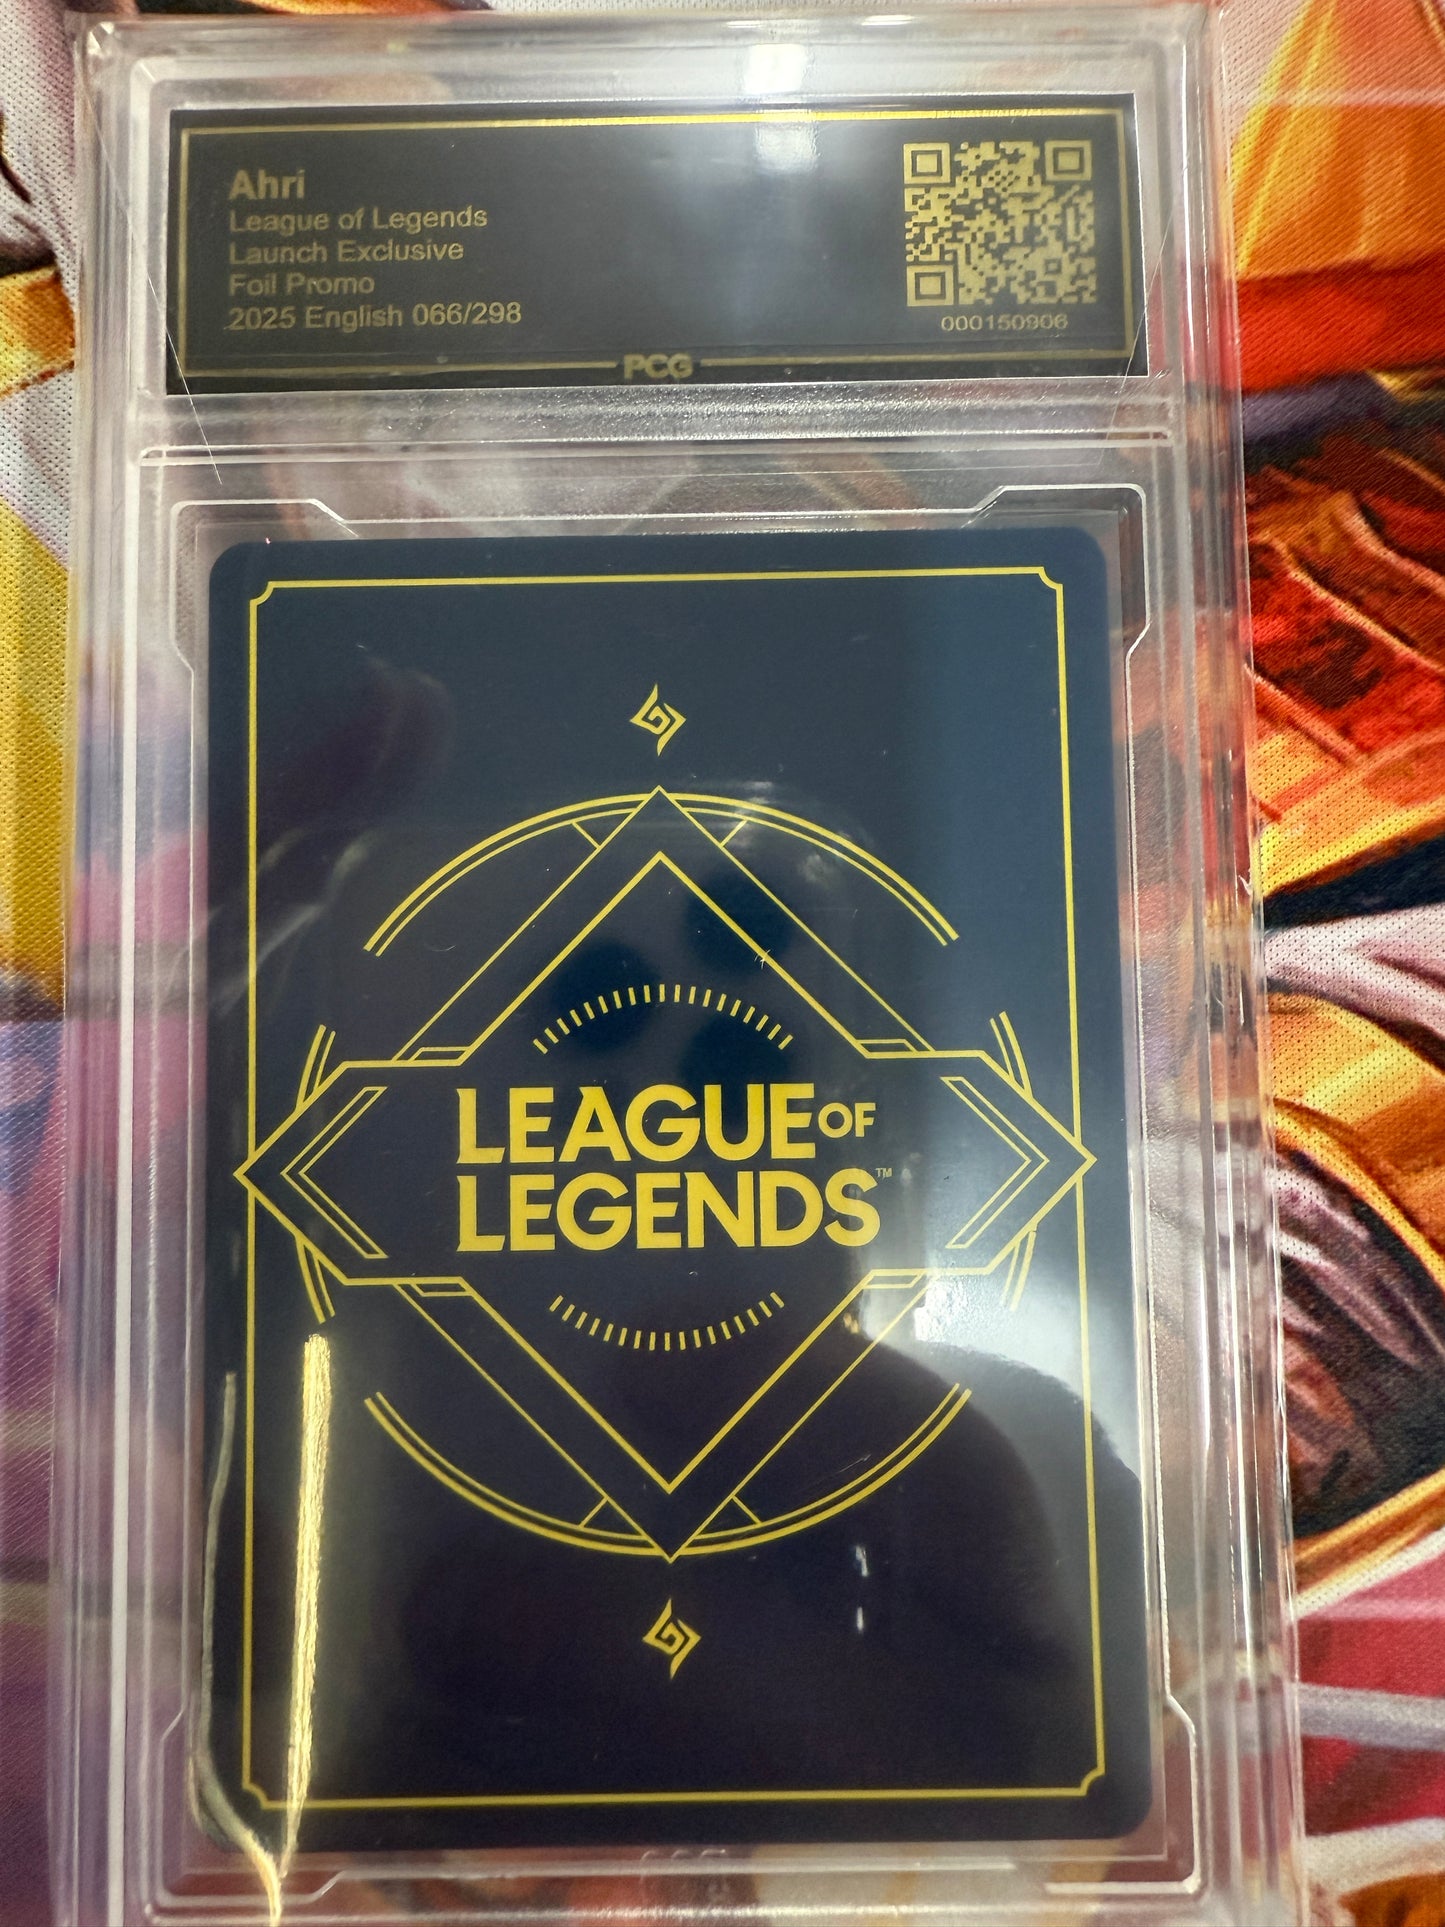 Ahri
League of Legends
Launch Exclusive
Foil Promo
2025 English 066/298
000150906
PCG
LEAGUE OF
LEGENDS™